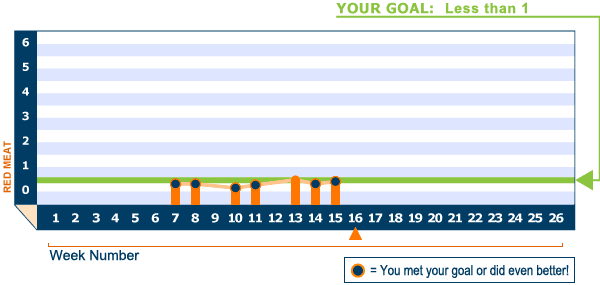 YOUR GOAL: Less than 1
6
5
4
3
2
1
0
RED MEAT
1 2 3 4 5 6 7 8 9 10 11 12 13 14 15 16 17 18 19 20 21 22 23 24 25 26
Week Number
= You met your goal or did even better!